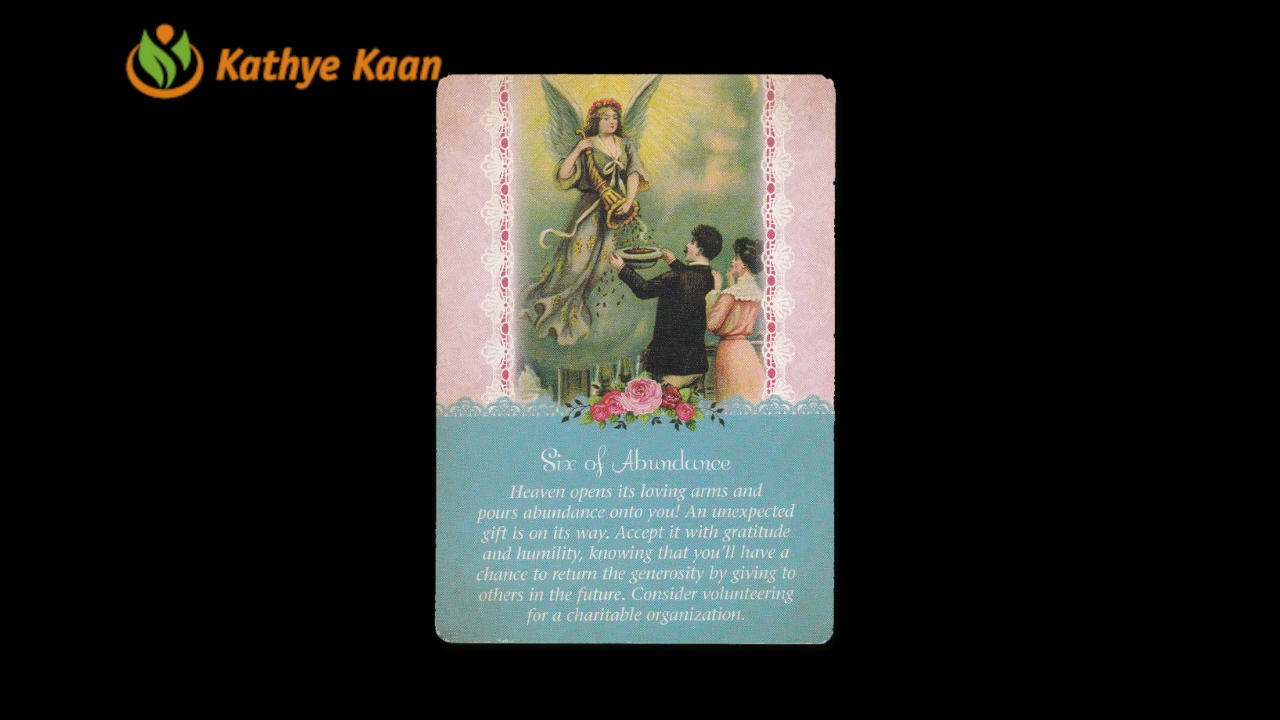 Kathye Kaan
Six of Abundance
Heaven opens its loving arms and
pours abundance onto you! An unexpected
gift is on its way. Accept it with gratitude
and humility, knowing that you'll have a
chance to return the generosity by giving to
others in the future. Consider volunteering
for a charitable organization.